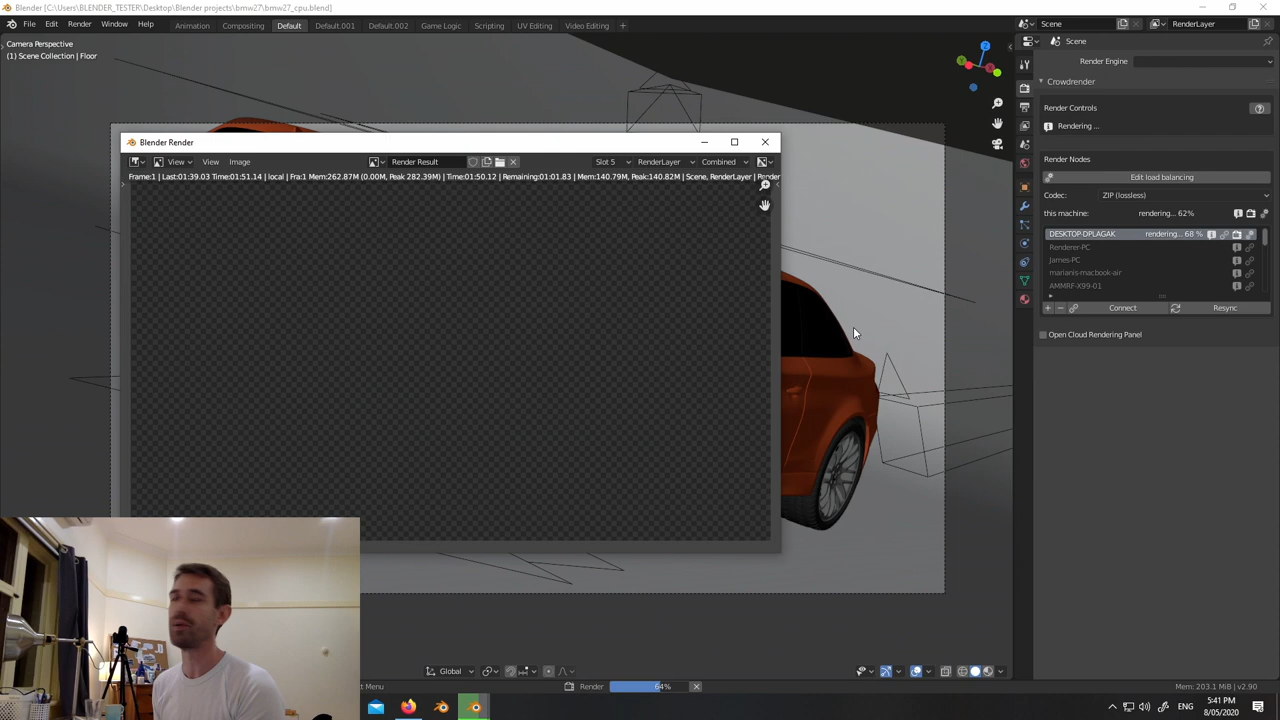 Blender [C:\Users\BLENDER_TESTER\Desktop\Blender projects\bmw27\bmw27_cpu.blend]
File Edit Render Window Help Animation Compositing Default Default.001 Default.002 Game Logic Scripting UV Editing Video Editing + Scene RenderLayer
Camera Perspective
(1) Scene Collection | Floor
Z
Y
X
Scene
Render Engine
Crowdrender
Render Controls
Rendering ...
Render Nodes
Edit load balancing
Codec: ZIP (lossless)
this machine: rendering... 62%
DESKTOP-DPLAGAK rendering... 68 %
Renderer-PC
James-PC
marianis-macbook-air
AMMRF-X99-01
Connect Resync
Open Cloud Rendering Panel
Blender Render
View View Image Render Result Slot 5 RenderLayer Combined
Frame:1 | Last:01:39.03 Time:01:51.14 | local | Fra:1 Mem:262.87M (0.00M, Peak 282.39M) | Time:01:50.12 | Remaining:01:01.83 | Mem:140.79M, Peak:140.82M | Scene, RenderLayer | Render
Global
t Menu Render 64% Mem: 203.1 MiB | v2.90
ENG 5:41 PM
8/05/2020